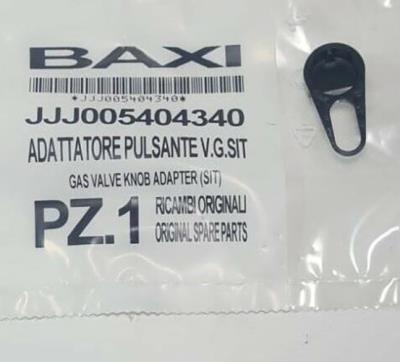 BAXI
*JJJ005404340*
JJJ005404340
ADATTATORE PULSANTE V.G.SIT
GAS VALVE KNOB ADAPTER (SIT)
PZ.1 RICAMBI ORIGINALI
ORIGINAL SPARE PARTS